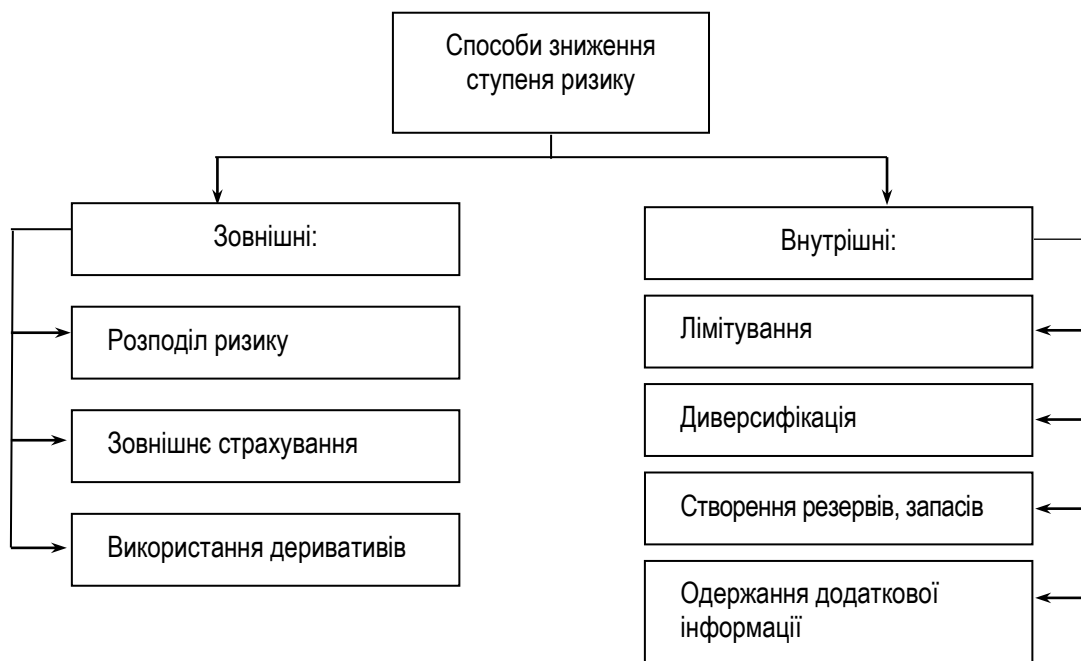 Способи зниження
ступеня ризику
Зовнішні:
Розподіл ризику
Зовнішнє страхування
Використання деривативів
Внутрішні:
Лімітування
Диверсифікація
Створення резервів, запасів
Одержання додаткової
інформації